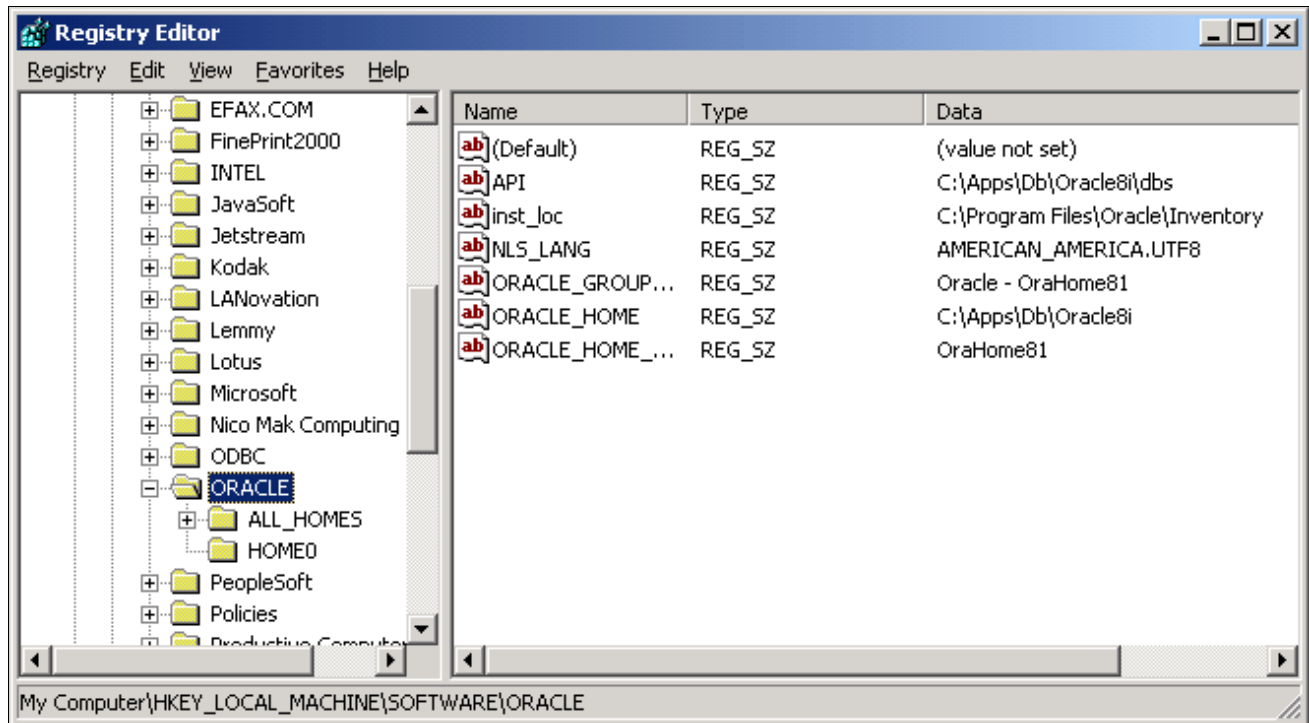 Registry Editor
Registry Edit View Favorites Help
EFAX.COM
FinePrint2000
INTEL
JavaSoft
Jetstream
Kodak
LANovation
Lemmy
Lotus
Microsoft
Nico Mak Computing
ODBC
ORACLE
ALL_HOMES
HOME0
PeopleSoft
Policies
Name Type Data
(Default) REG_SZ (value not set)
API REG_SZ C:\Apps\Db\Oracle8i\dbs
inst_loc REG_SZ C:\Program Files\Oracle\Inventory
NLS_LANG REG_SZ AMERICAN_AMERICA.UTF8
ORACLE_GROUP... REG_SZ Oracle - OraHome81
ORACLE_HOME REG_SZ C:\Apps\Db\Oracle8i
ORACLE_HOME_... REG_SZ OraHome81
My Computer\HKEY_LOCAL_MACHINE\SOFTWARE\ORACLE